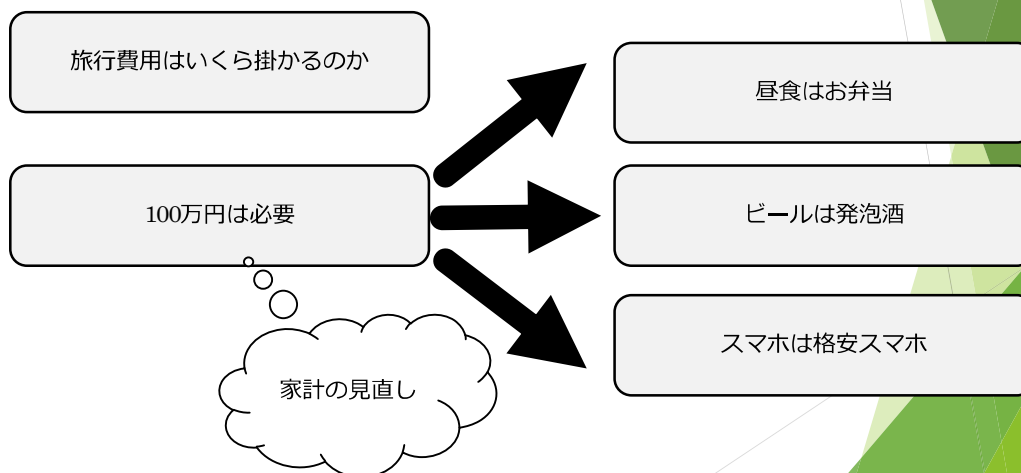 旅行費用はいくら掛かるのか
100万円は必要
家計の見直し
昼食はお弁当
ビールは発泡酒
スマホは格安スマホ